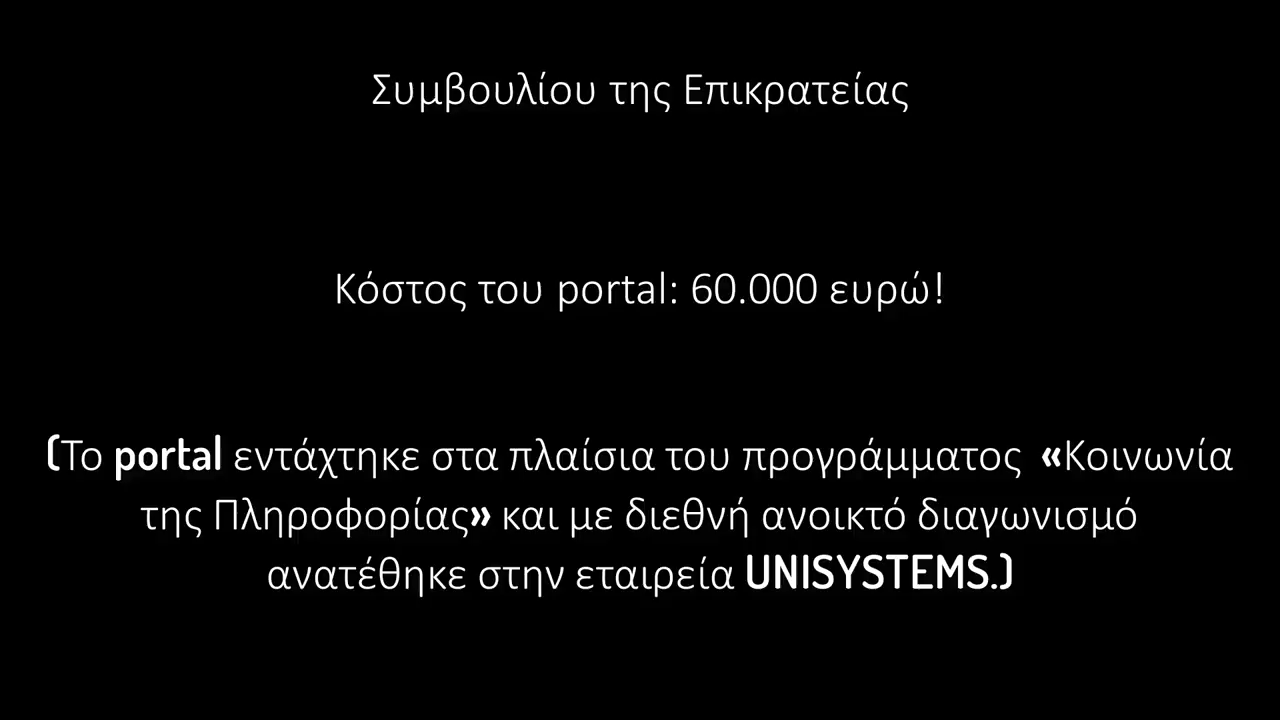 Συμβουλίου της Επικρατείας
Κόστος του portal: 60.000 ευρώ!
(Το portal εντάχτηκε στα πλαίσια του προγράμματος «Κοινωνία
της Πληροφορίας» και με διεθνή ανοικτό διαγωνισμό
ανατέθηκε στην εταιρεία UNISYSTEMS.)